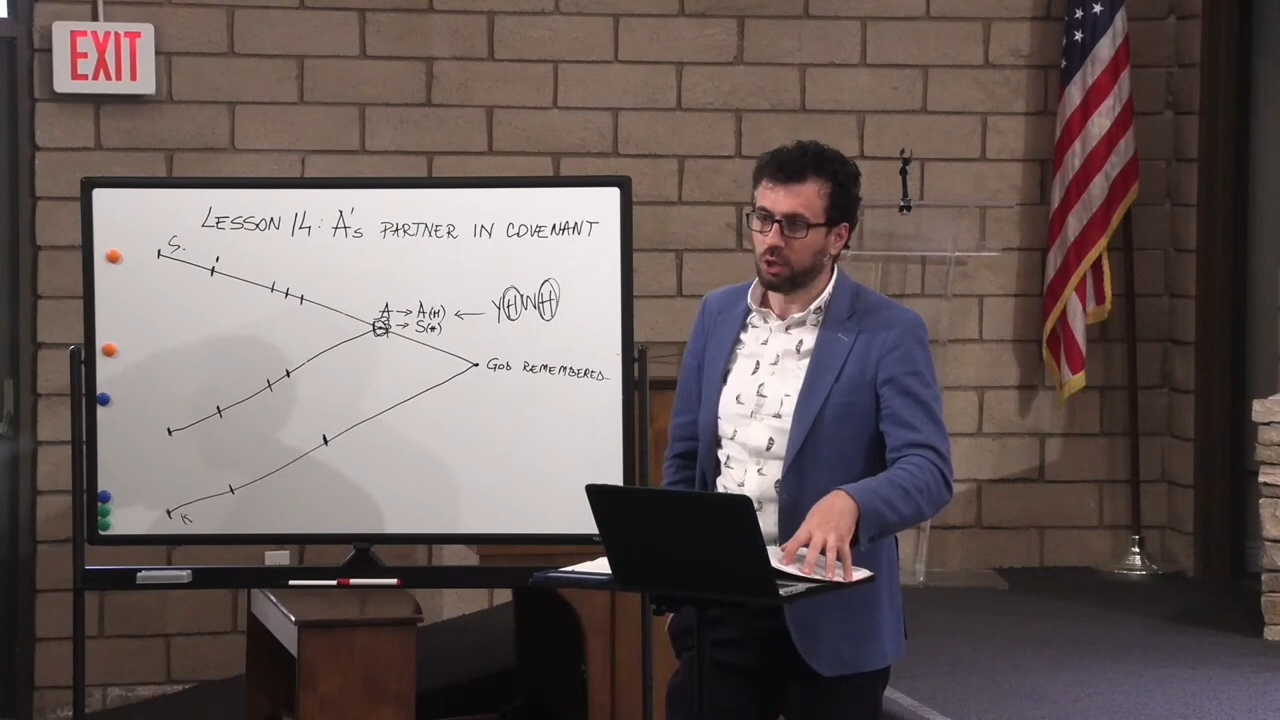 EXIT
LESSON 14: A's PARTNER IN COVENANT
S.
A → A(H) ← YHWH
→ S(H)
GOD REMEMBERED...
K